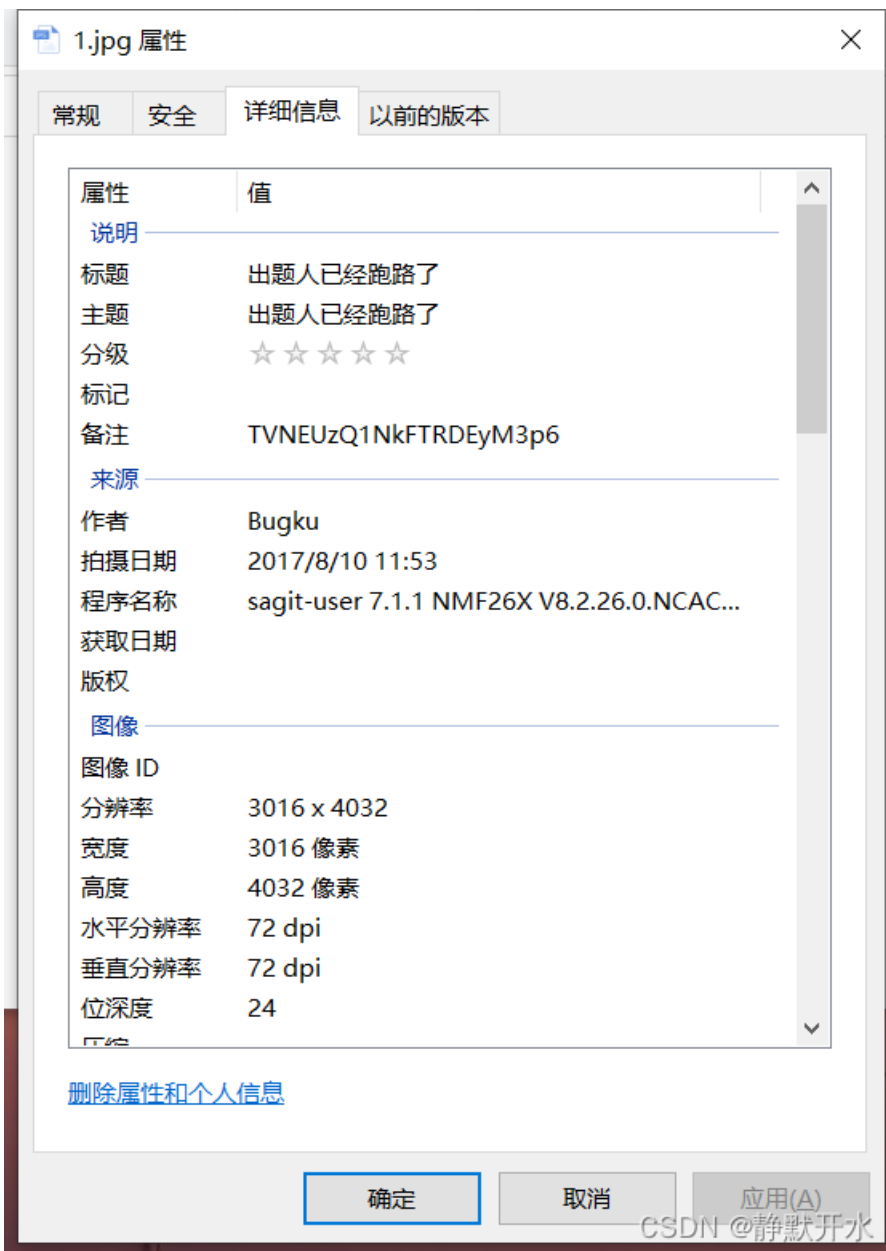 1.jpg 属性
常规 安全 详细信息 以前的版本
属性 值
说明
标题 出题人已经跑路了
主题 出题人已经跑路了
分级
标记
备注 TVNEUzQ1NkFTRDEyM3p6
来源
作者 Bugku
拍摄日期 2017/8/10 11:53
程序名称 sagit-user 7.1.1 NMF26X V8.2.26.0.NCAC...
获取日期
版权
图像
图像 ID
分辨率 3016 x 4032
宽度 3016 像素
高度 4032 像素
水平分辨率 72 dpi
垂直分辨率 72 dpi
位深度 24
压缩
删除属性和个人信息
确定 取消 应用(A)
CSDN @静默开水